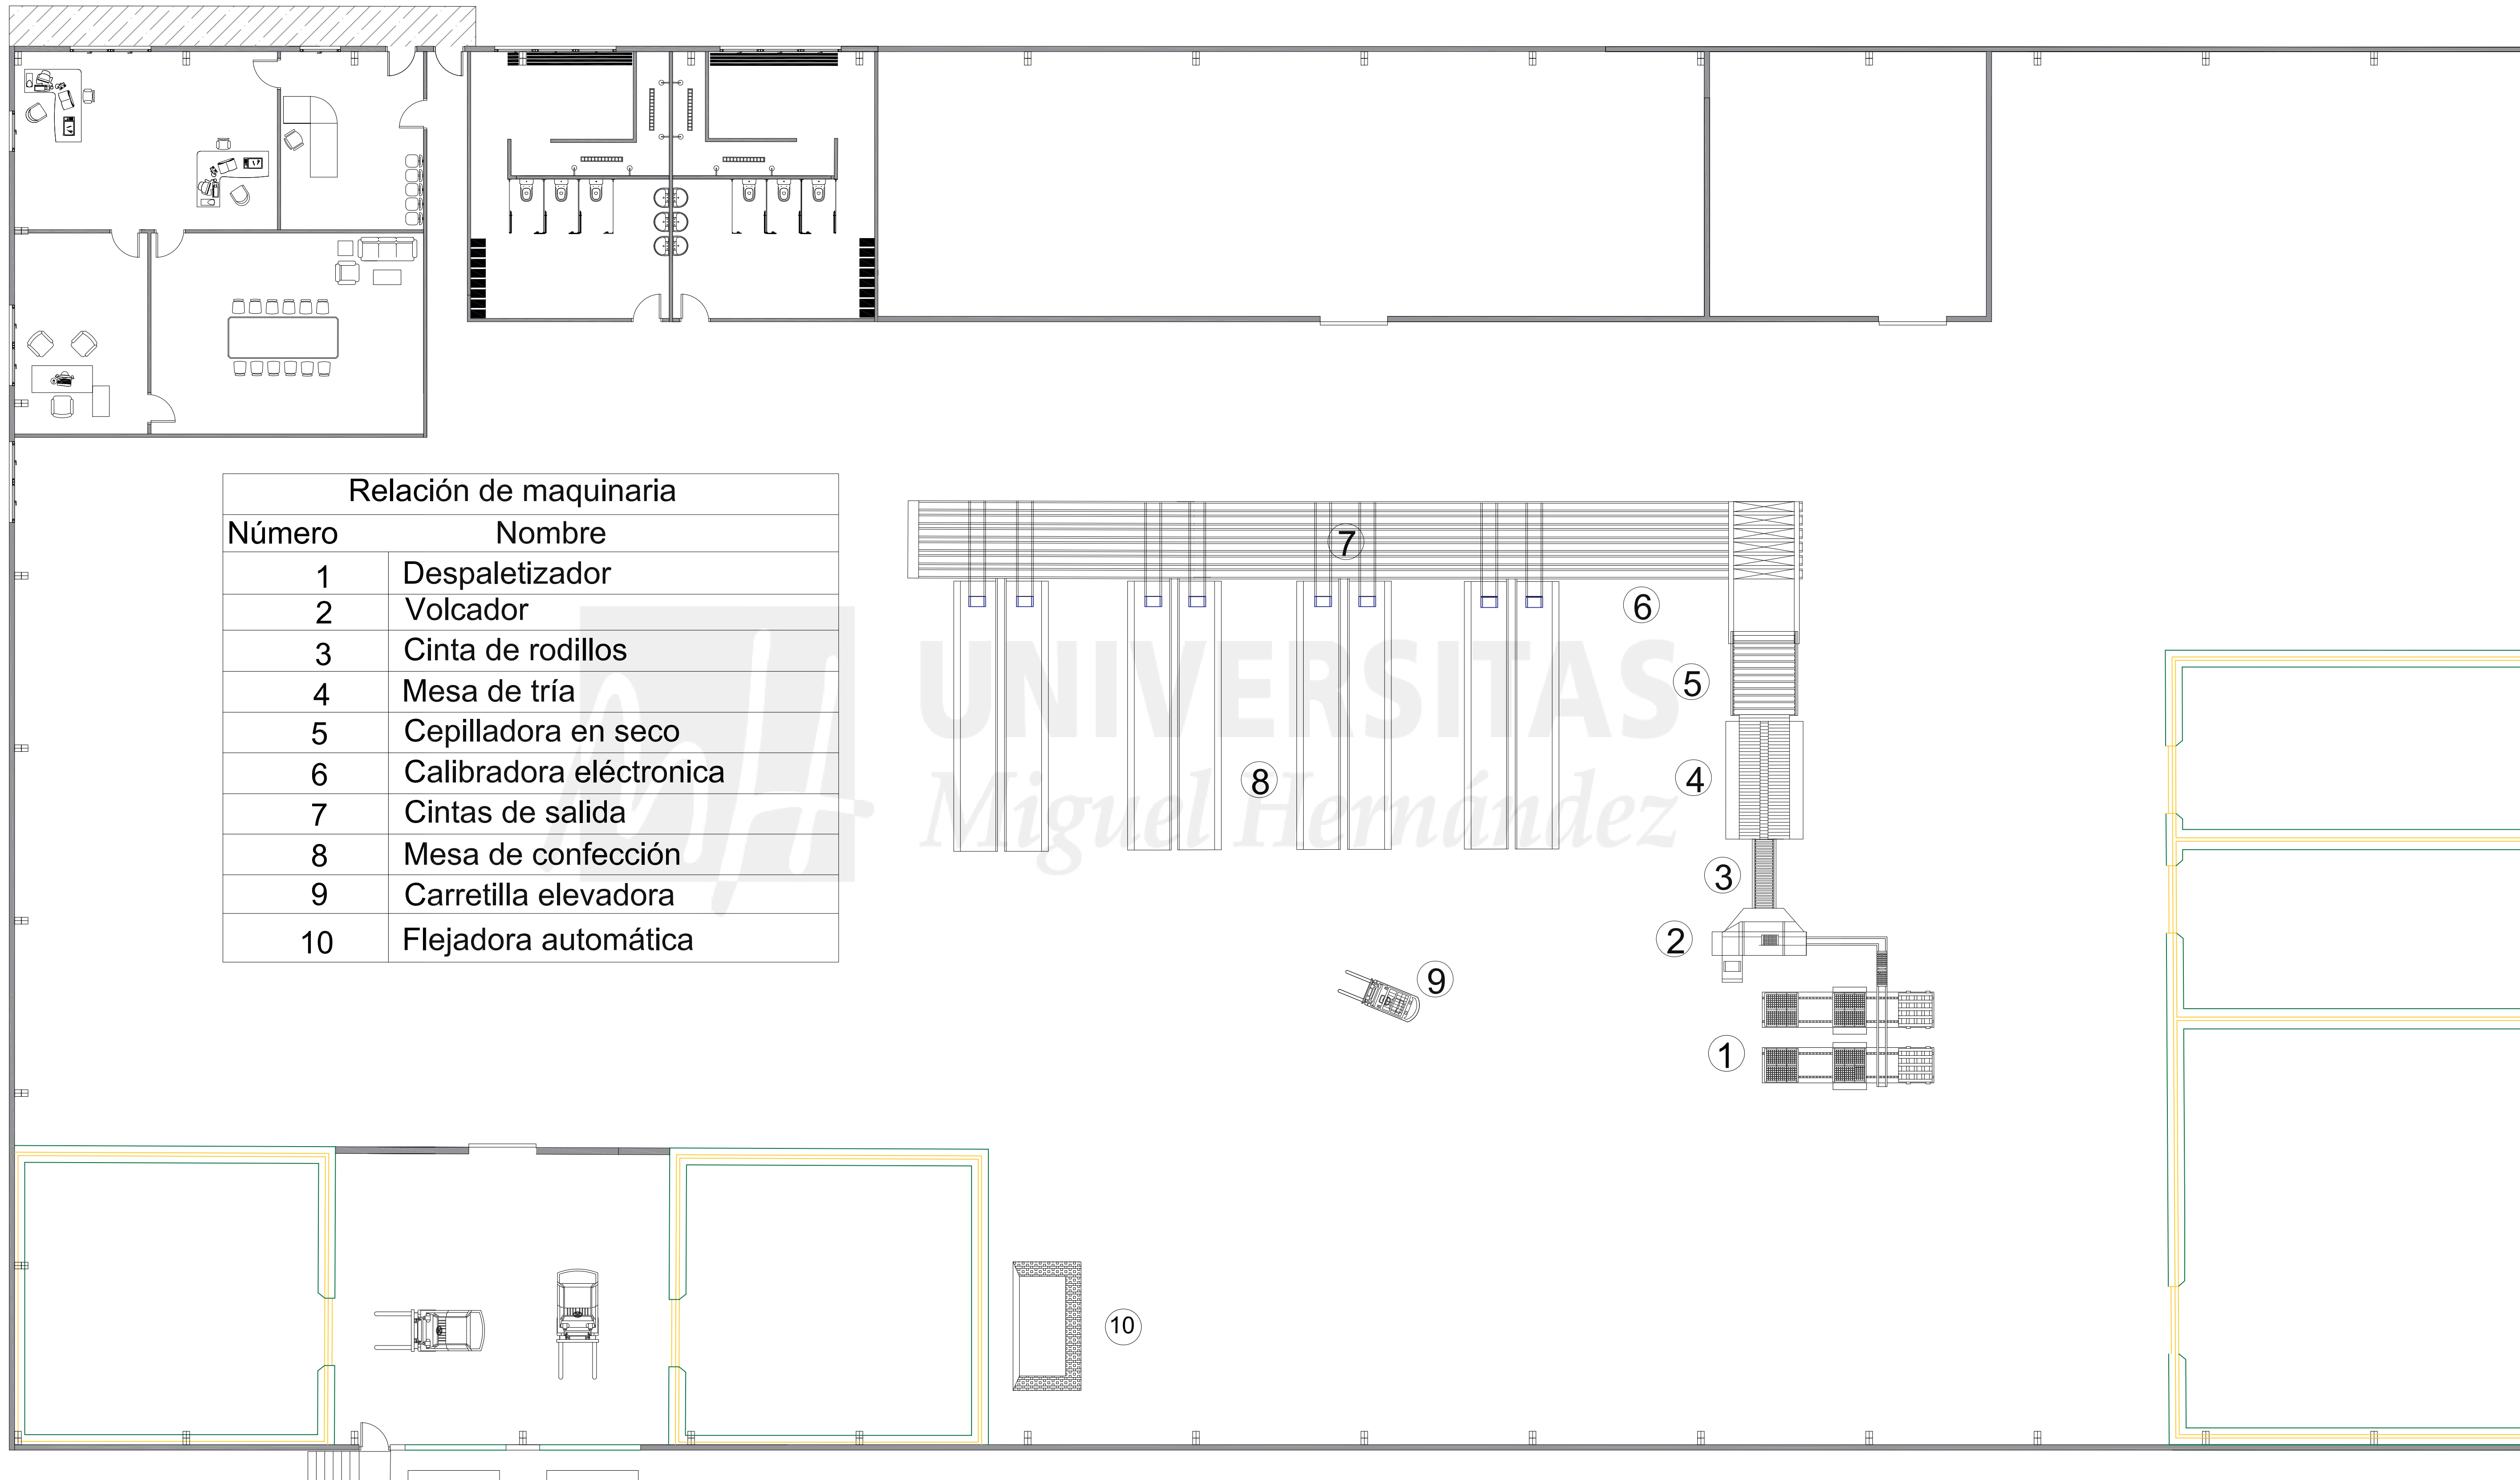 Relación de maquinaria
Número Nombre
1 Despaletizador
2 Volcador
3 Cinta de rodillos
4 Mesa de tría
5 Cepilladora en seco
6 Calibradora eléctronica
7 Cintas de salida
8 Mesa de confección
9 Carretilla elevadora
10 Flejadora automática
UNIVERSITAS
Miguel Hernández
7
6
5
8
4
3
2
9
1
10